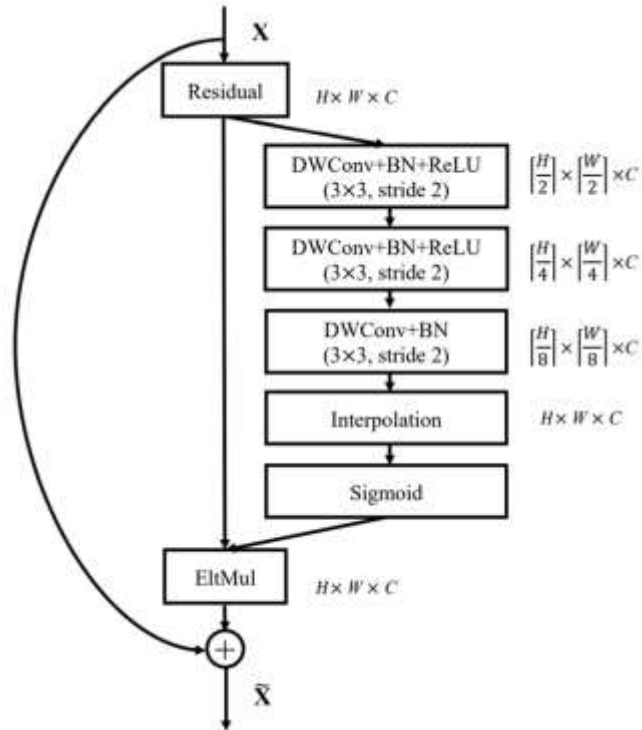 X
Residual
H × W × C
DWConv+BN+ReLU
(3×3, stride 2)
⌈H/2⌉ × ⌈W/2⌉ ×C
DWConv+BN+ReLU
(3×3, stride 2)
⌈H/4⌉ × ⌈W/4⌉ ×C
DWConv+BN
(3×3, stride 2)
⌈H/8⌉ × ⌈W/8⌉ ×C
Interpolation
H × W × C
Sigmoid
EltMul
H × W × C
+
X̃